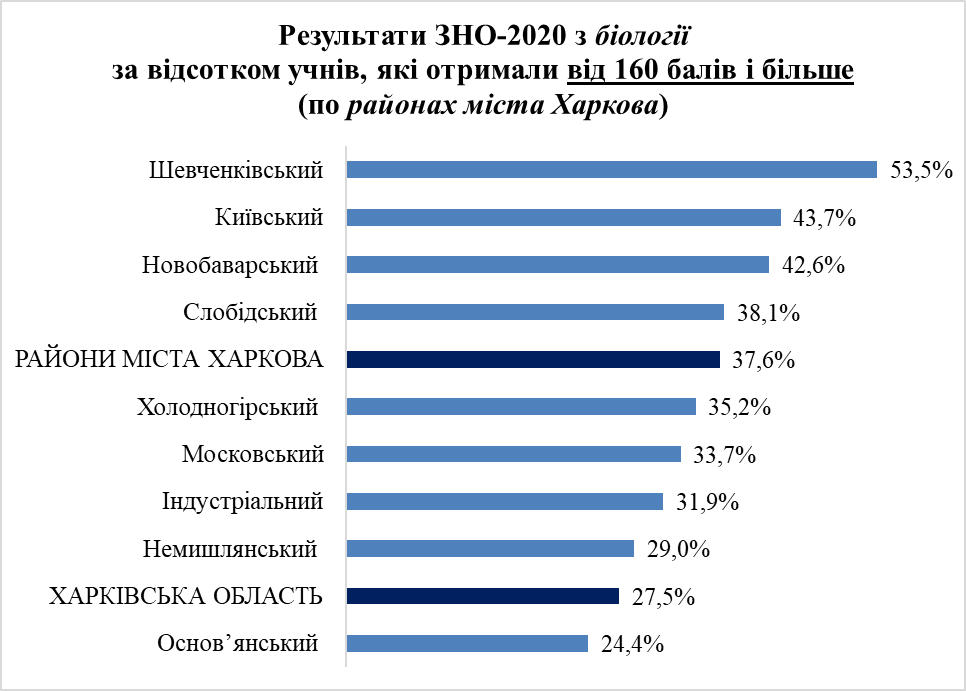 Результати ЗНО-2020 з біології
за відсотком учнів, які отримали від 160 балів і більше
(по районах міста Харкова)
Шевченківський 53,5%
Київський 43,7%
Новобаварський 42,6%
Слобідський 38,1%
РАЙОНИ МІСТА ХАРКОВА 37,6%
Холодногірський 35,2%
Московський 33,7%
Індустріальний 31,9%
Немишлянський 29,0%
ХАРКІВСЬКА ОБЛАСТЬ 27,5%
Основ’янський 24,4%